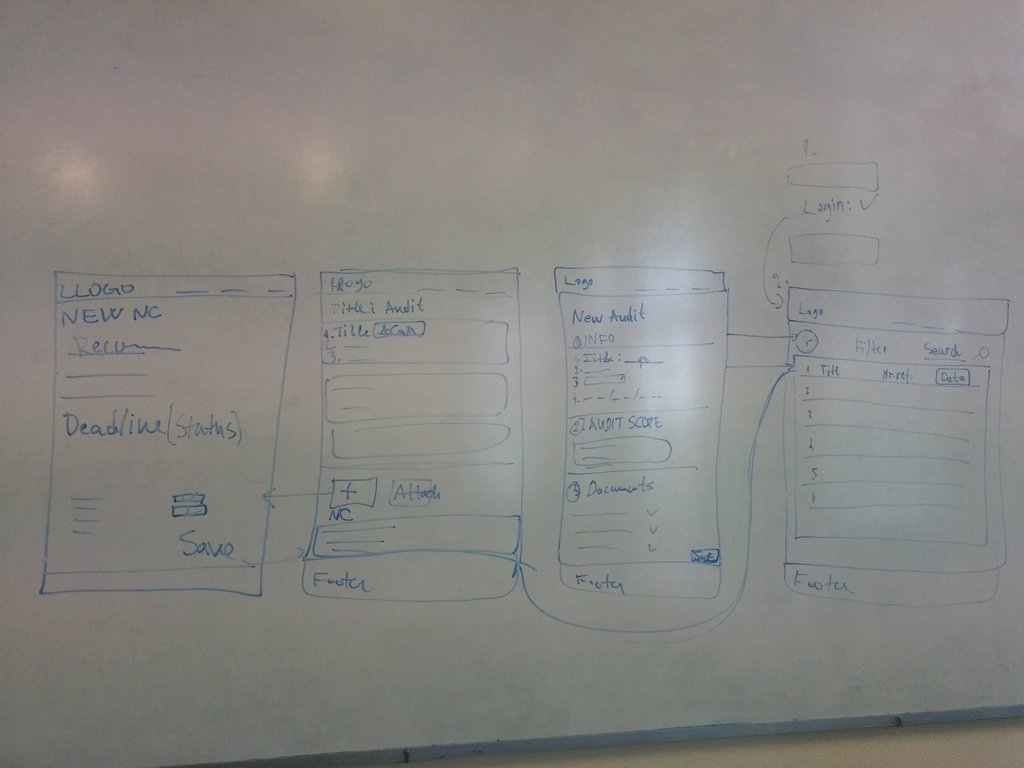 LLOGO
NEW NC
Recom
Deadline (Status)
Save
Logo
Title: Audit
1. Title
3.
+ Attach
NC
Footer
Logo
New Audit
① INFO
1. Title:
2.
3
4. --/--/--
② AUDIT SCOPE
③ Documents
Save
Footer
1.
Login: ✓
2.
Logo
+ Filter Search
1 Title Nr.ref. Data
2
3
4
5
6
Footer